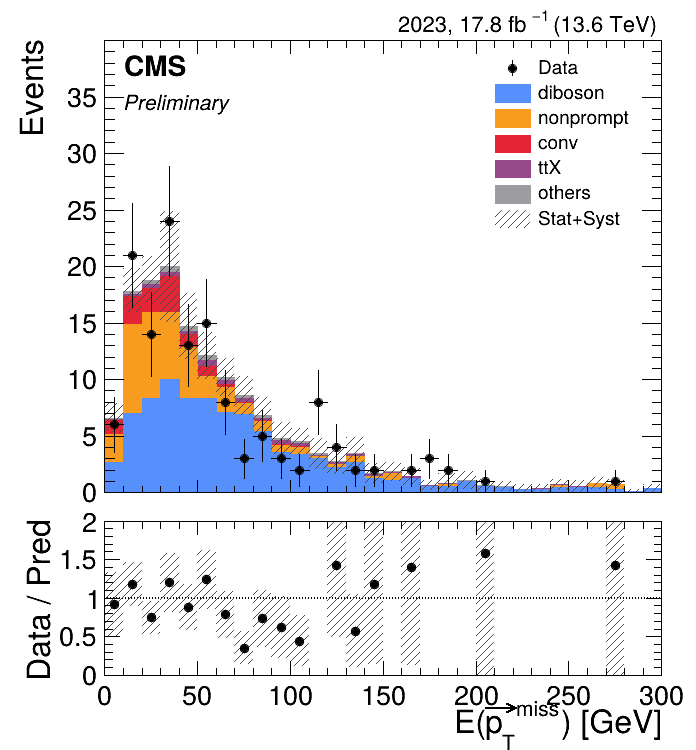 2023, 17.8 fb⁻¹ (13.6 TeV)
CMS
Preliminary
Events
35
30
25
20
15
10
5
0
Data
diboson
nonprompt
conv
ttX
others
Stat+Syst
Data / Pred
2
1.5
1
0.5
0
0 50 100 150 200 250 300
E(p→T miss) [GeV]